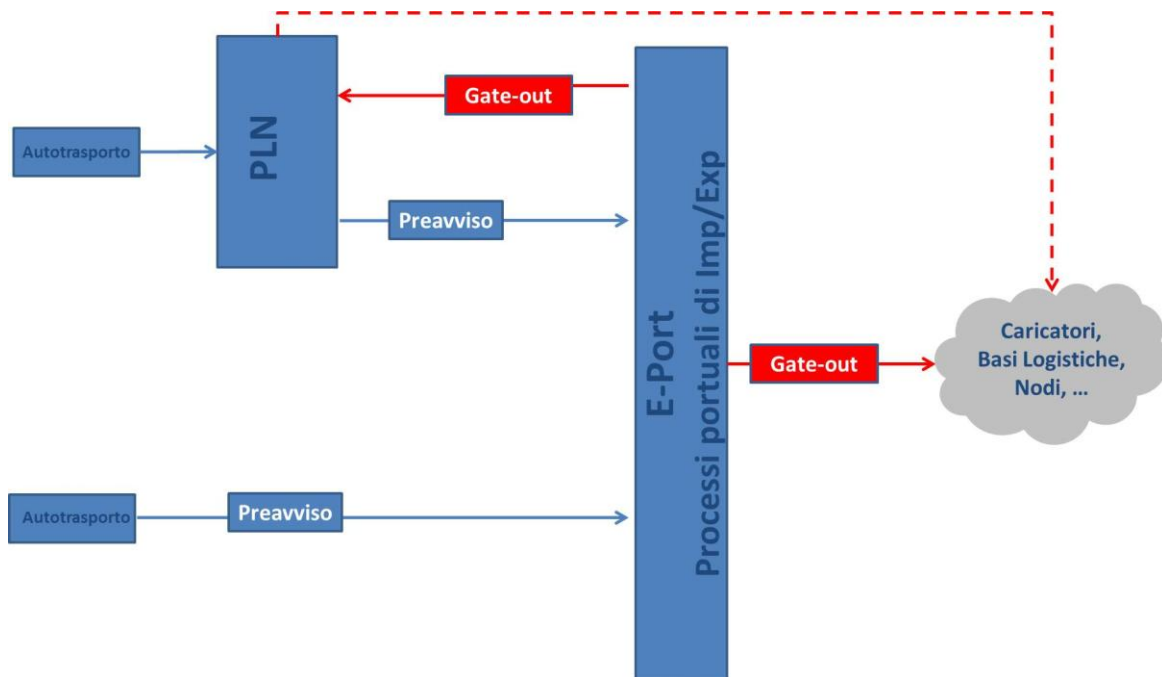 Gate-out
Autotrasporto
PLN
Preavviso
E-Port
Processi portuali di Imp/Exp
Caricatori,
Basi Logistiche,
Nodi, ...
Gate-out
Autotrasporto
Preavviso